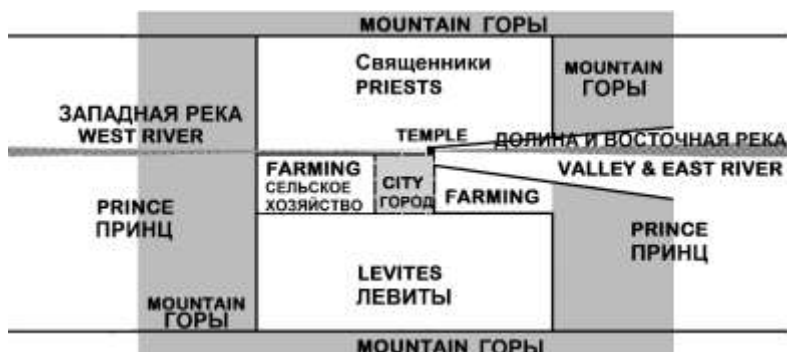 MOUNTAIN ГОРЫ
Священники
PRIESTS
MOUNTAIN
ГОРЫ
ЗАПАДНАЯ РЕКА
WEST RIVER
TEMPLE
ДОЛИНА И ВОСТОЧНАЯ РЕКА
VALLEY & EAST RIVER
FARMING
СЕЛЬСКОЕ
ХОЗЯЙСТВО
CITY
ГОРОД
FARMING
PRINCE
ПРИНЦ
PRINCE
ПРИНЦ
LEVITES
ЛЕВИТЫ
MOUNTAIN
ГОРЫ
MOUNTAIN ГОРЫ